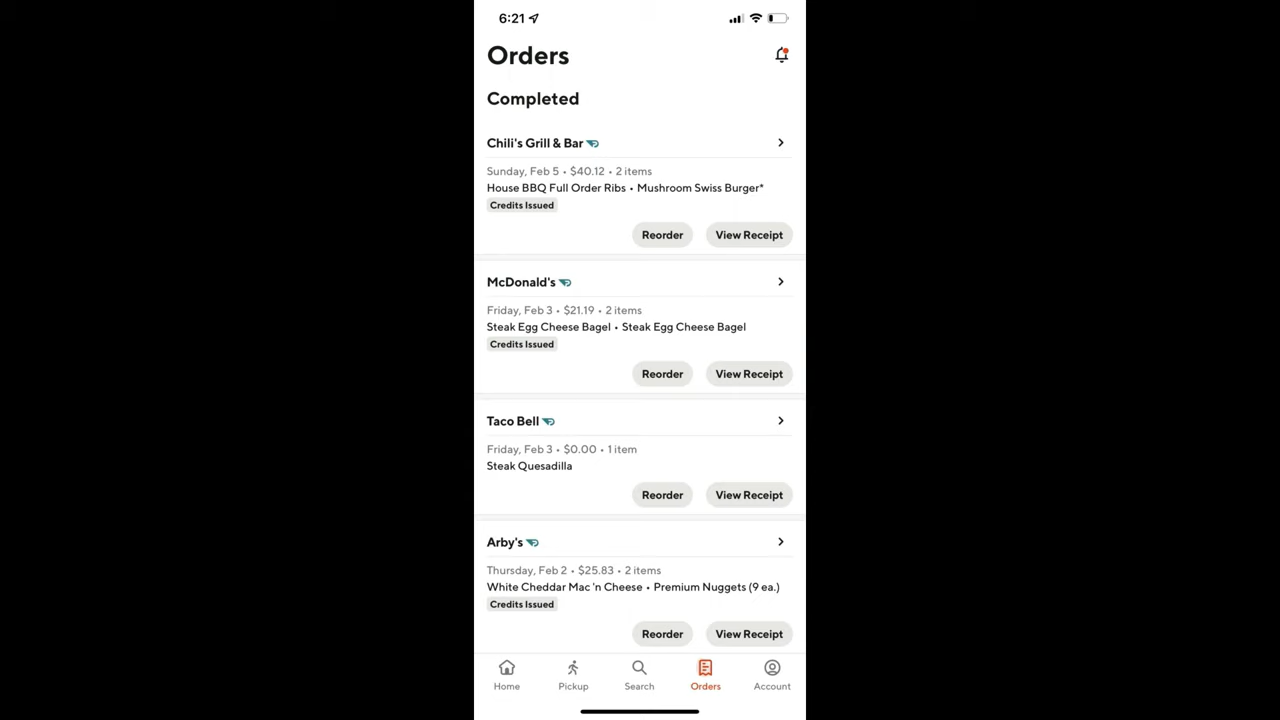 6:21
Orders
Completed
Chili's Grill & Bar
Sunday, Feb 5 • $40.12 • 2 items
House BBQ Full Order Ribs • Mushroom Swiss Burger*
Credits Issued
Reorder View Receipt
McDonald's
Friday, Feb 3 • $21.19 • 2 items
Steak Egg Cheese Bagel • Steak Egg Cheese Bagel
Credits Issued
Reorder View Receipt
Taco Bell
Friday, Feb 3 • $0.00 • 1 item
Steak Quesadilla
Reorder View Receipt
Arby's
Thursday, Feb 2 • $25.83 • 2 items
White Cheddar Mac 'n Cheese • Premium Nuggets (9 ea.)
Credits Issued
Reorder View Receipt
Home Pickup Search Orders Account